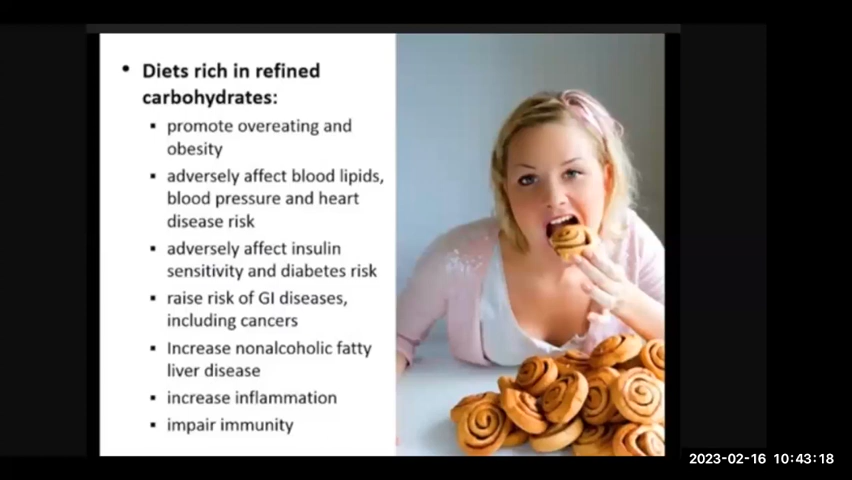 • Diets rich in refined
carbohydrates:
▪ promote overeating and
obesity
▪ adversely affect blood lipids,
blood pressure and heart
disease risk
▪ adversely affect insulin
sensitivity and diabetes risk
▪ raise risk of GI diseases,
including cancers
▪ Increase nonalcoholic fatty
liver disease
▪ increase inflammation
▪ impair immunity
2023-02-16 10:43:18